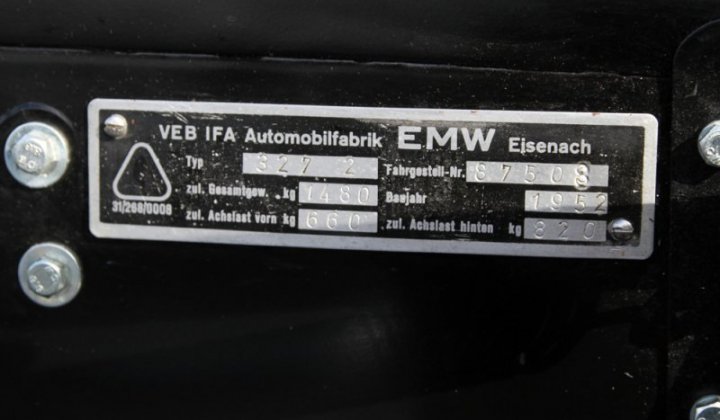 VEB IFA Automobilfabrik EMW Eisenach
Typ 327 2 Fahrgestell-Nr. 87508
zul. Gesamtgew. kg 1480 Baujahr 1952
zul. Achslast vorn kg 660 zul. Achslast hinten kg 820
31/268/0008